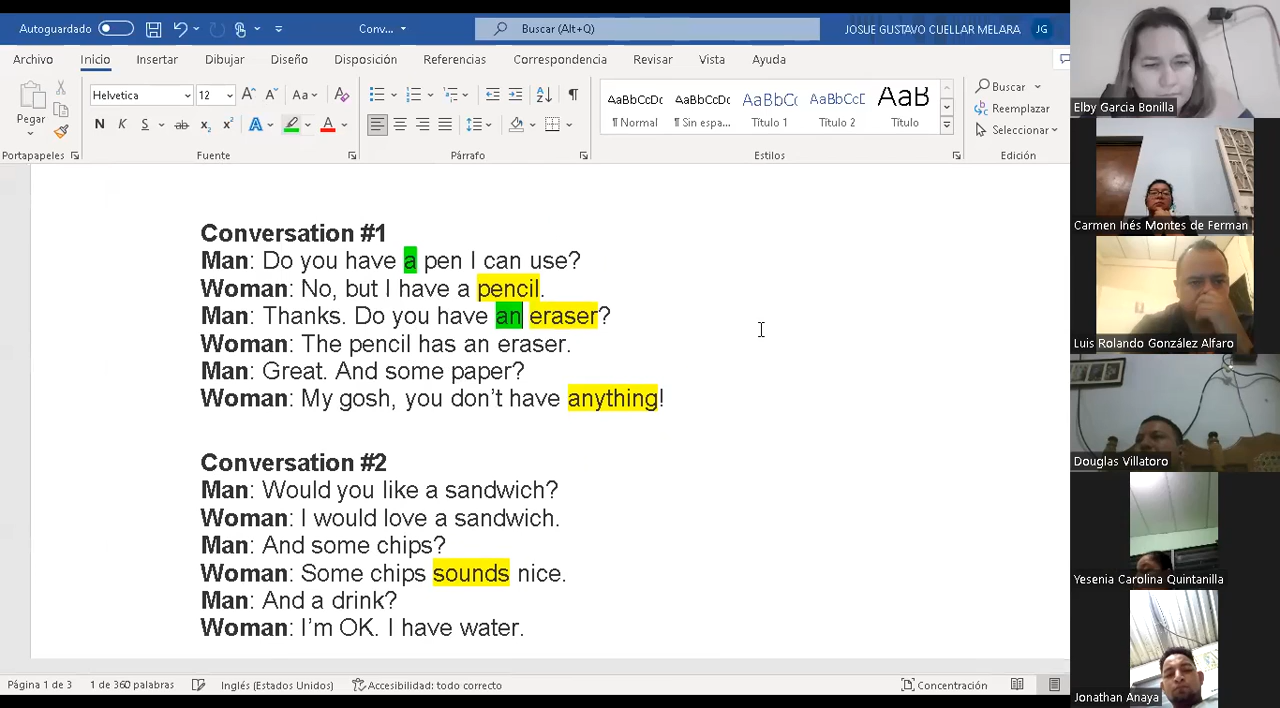 Autoguardado
Conv...
Buscar (Alt+Q)
JOSUE GUSTAVO CUELLAR MELARA
JG
Archivo
Inicio
Insertar
Dibujar
Diseño
Disposición
Referencias
Correspondencia
Revisar
Vista
Ayuda
Pegar
Helvetica
12
Aa
N
K
S
ab
x₂
x²
A
AaBbCcDc
¶ Normal
AaBbCcDc
¶ Sin espa...
AaBbCc
Título 1
AaBbCcD
Título 2
AaB
Título
Buscar
Reemplazar
Seleccionar
Portapapeles
Fuente
Párrafo
Estilos
Edición
Conversation #1
Man: Do you have a pen I can use?
Woman: No, but I have a pencil.
Man: Thanks. Do you have an eraser?
Woman: The pencil has an eraser.
Man: Great. And some paper?
Woman: My gosh, you don’t have anything!
Conversation #2
Man: Would you like a sandwich?
Woman: I would love a sandwich.
Man: And some chips?
Woman: Some chips sounds nice.
Man: And a drink?
Woman: I’m OK. I have water.
Página 1 de 3
1 de 360 palabras
Inglés (Estados Unidos)
Accesibilidad: todo correcto
Concentración
Elby Garcia Bonilla
Carmen Inés Montes de Ferman
Luis Rolando González Alfaro
Douglas Villatoro
Yesenia Carolina Quintanilla
Jonathan Anaya